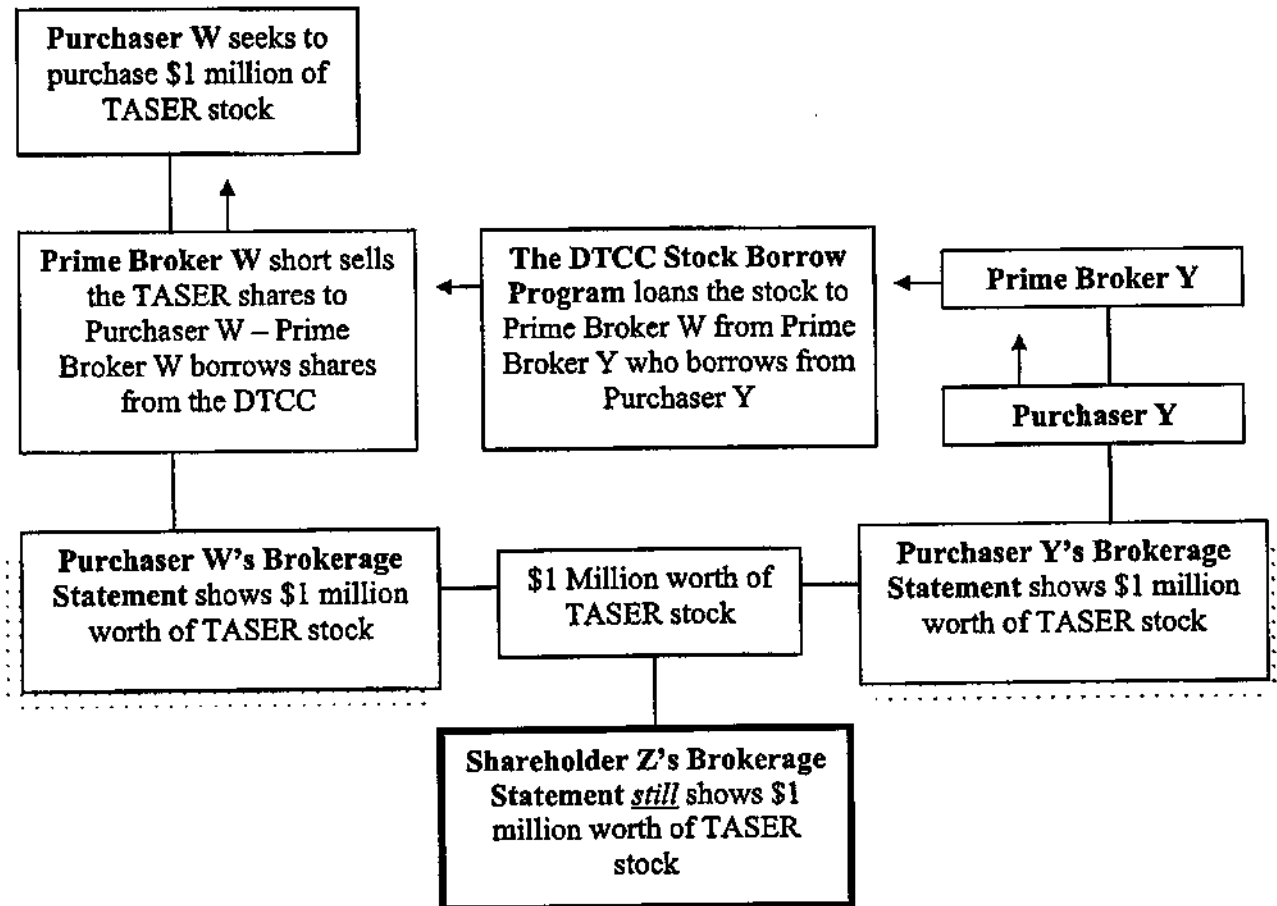 Purchaser W seeks to
purchase $1 million of
TASER stock
Prime Broker W short sells
the TASER shares to
Purchaser W – Prime
Broker W borrows shares
from the DTCC
The DTCC Stock Borrow
Program loans the stock to
Prime Broker W from Prime
Broker Y who borrows from
Purchaser Y
Prime Broker Y
Purchaser Y
Purchaser W's Brokerage
Statement shows $1 million
worth of TASER stock
$1 Million worth of
TASER stock
Purchaser Y's Brokerage
Statement shows $1 million
worth of TASER stock
Shareholder Z's Brokerage
Statement still shows $1
million worth of TASER
stock